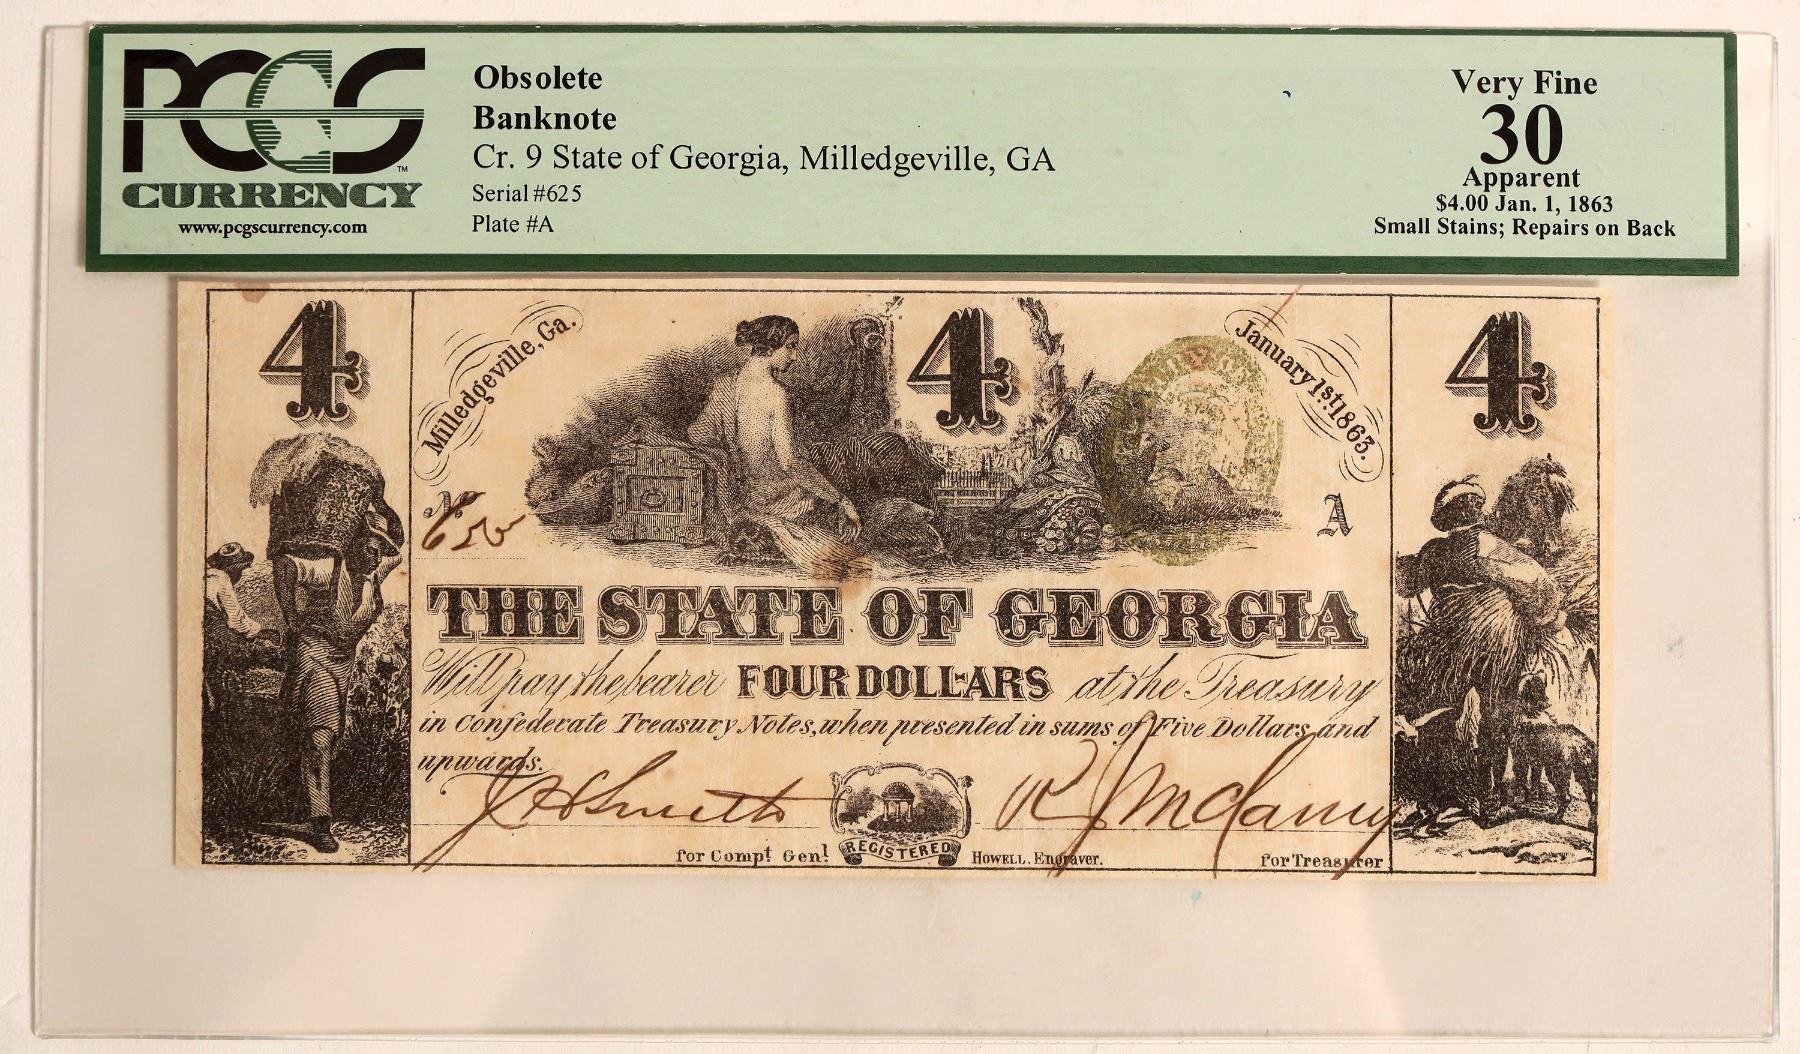 PCGS™
CURRENCY
www.pcgscurrency.com
Obsolete
Banknote
Cr. 9 State of Georgia, Milledgeville, GA
Serial #625
Plate #A
Very Fine
30
Apparent
$4.00 Jan. 1, 1863
Small Stains; Repairs on Back
4
4
4
Milledgeville, Ga.
January 1st 1863.
No. 625
A
THE STATE OF GEORGIA
Will pay the bearer FOUR DOLLARS at the Treasury
in Confederate Treasury Notes, when presented in sums of Five Dollars and
upwards.
for Compt Genl
REGISTERED
HOWELL. Engraver.
for Treasurer